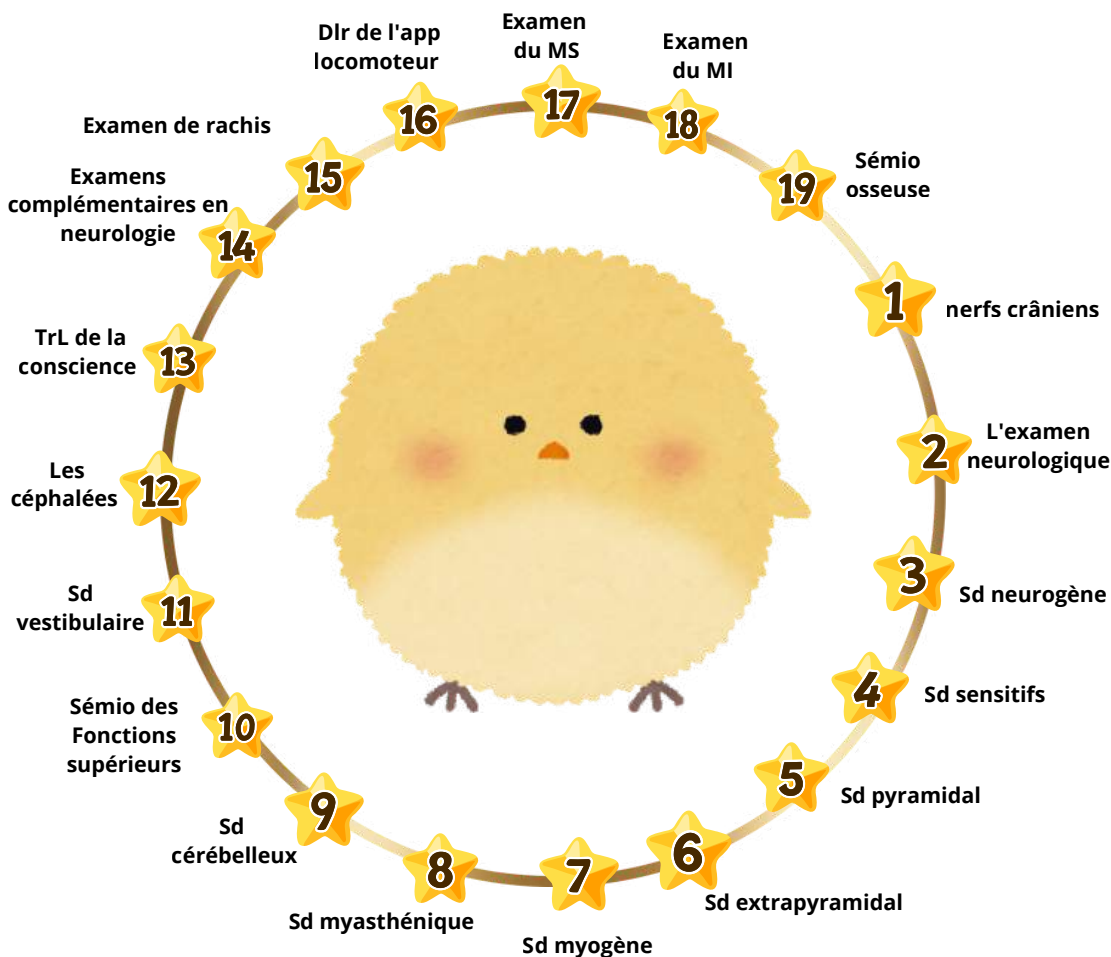 1
nerfs crâniens
2
L'examen
neurologique
3
Sd neurogène
4
Sd sensitifs
5
Sd pyramidal
6
Sd extrapyramidal
7
Sd myogène
8
Sd myasthénique
9
Sd
cérébelleux
10
Sémio des
Fonctions
supérieurs
11
Sd
vestibulaire
12
Les
céphalées
13
TrL de la
conscience
14
Examens
complémentaires en
neurologie
15
Examen de rachis
16
Dlr de l'app
locomoteur
17
Examen
du MS
18
Examen
du MI
19
Sémio
osseuse